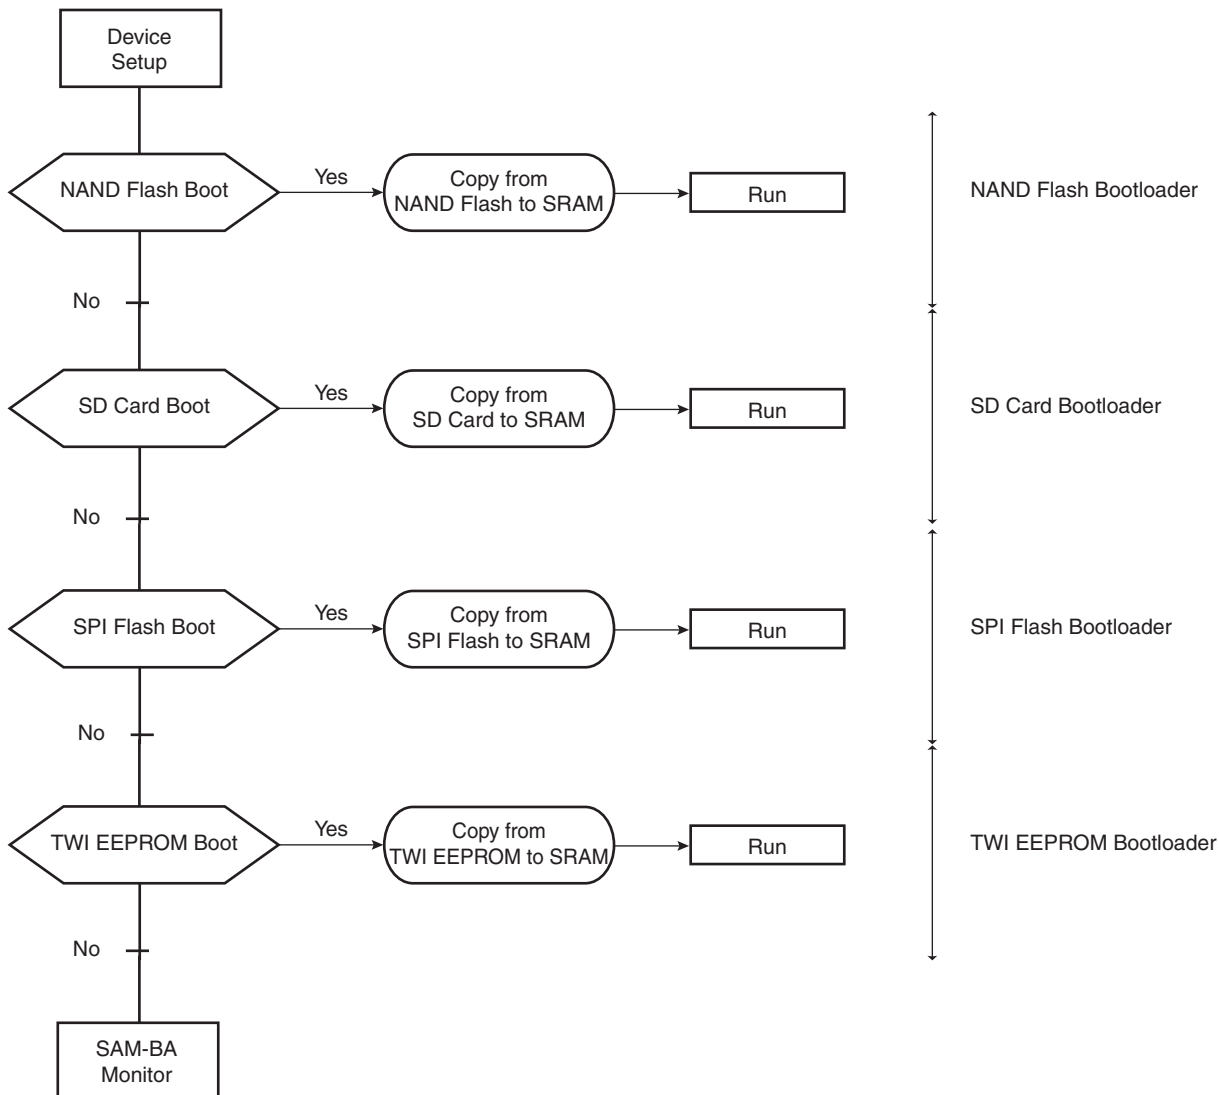 Device
Setup
NAND Flash Boot
Yes
Copy from
NAND Flash to SRAM
Run
NAND Flash Bootloader
No
SD Card Boot
Yes
Copy from
SD Card to SRAM
Run
SD Card Bootloader
No
SPI Flash Boot
Yes
Copy from
SPI Flash to SRAM
Run
SPI Flash Bootloader
No
TWI EEPROM Boot
Yes
Copy from
TWI EEPROM to SRAM
Run
TWI EEPROM Bootloader
No
SAM-BA
Monitor